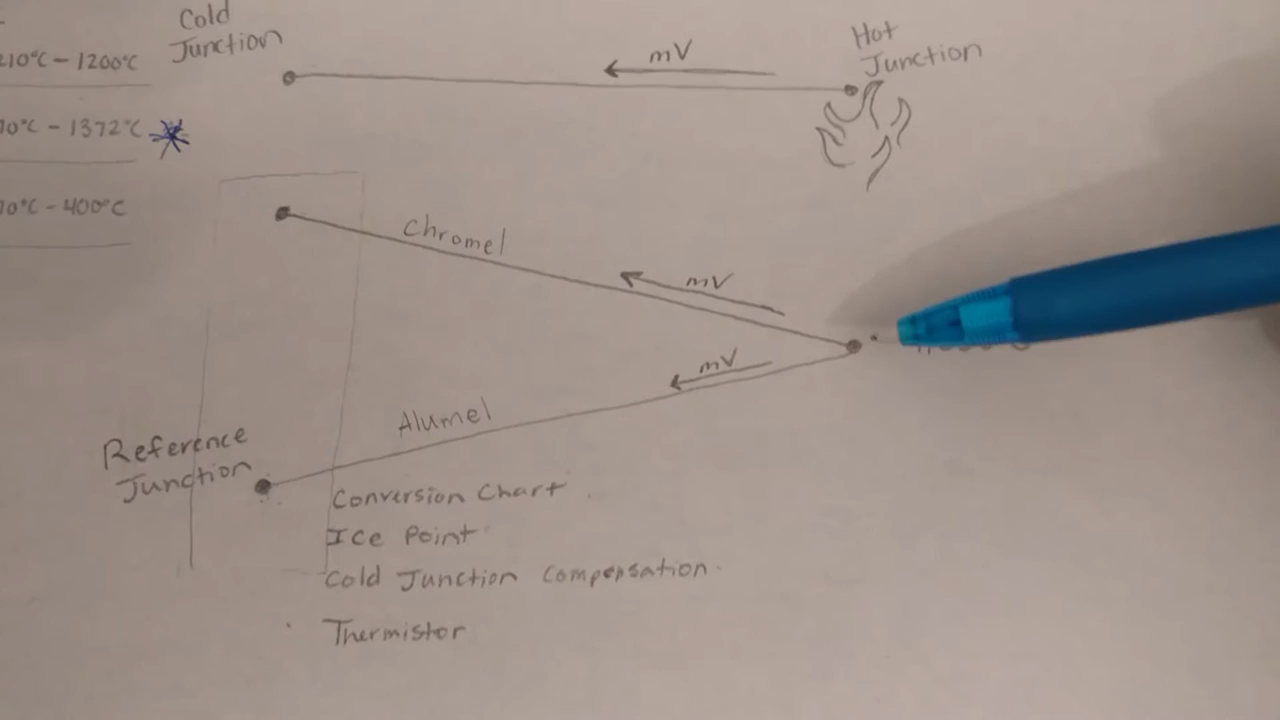 Cold
Junction
10°C - 1200°C
0°C - 1372°C
0°C - 400°C
mV
Hot
Junction
Chromel
mV
mV
Alumel
Reference
Junction
Conversion Chart
Ice Point
Cold Junction Compensation
Thermistor